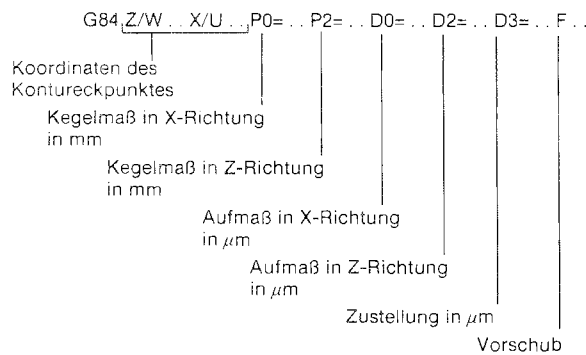 G84 Z/W . . X/U . . P0= . . P2= . . D0= . . D2= . . D3= . . F . .
Koordinaten des
Kontureckpunktes
Kegelmaß in X-Richtung
in mm
Kegelmaß in Z-Richtung
in mm
Aufmaß in X-Richtung
in µm
Aufmaß in Z-Richtung
in µm
Zustellung in µm
Vorschub